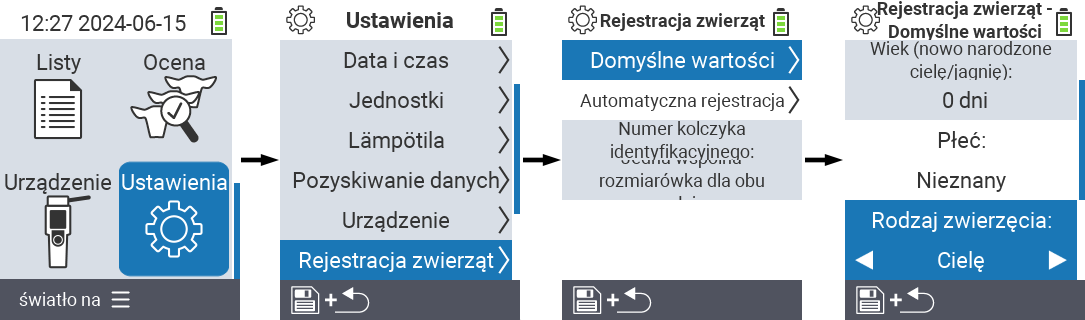 12:27 2024-06-15
Listy
Ocena
Urządzenie
Ustawienia
światło na
Ustawienia
Data i czas
Jednostki
Lämpötila
Pozyskiwanie danych
Urządzenie
Rejestracja zwierząt
+
Rejestracja zwierząt
Domyślne wartości
Automatyczna rejestracja
Numer kolczyka
identyfikacyjnego:
rozmiarówka dla obu
+
Rejestracja zwierząt -
Domyślne wartości
Wiek (nowo narodzone
cielę/jagnię):
0 dni
Płeć:
Nieznany
Rodzaj zwierzęcia:
Cielę
+